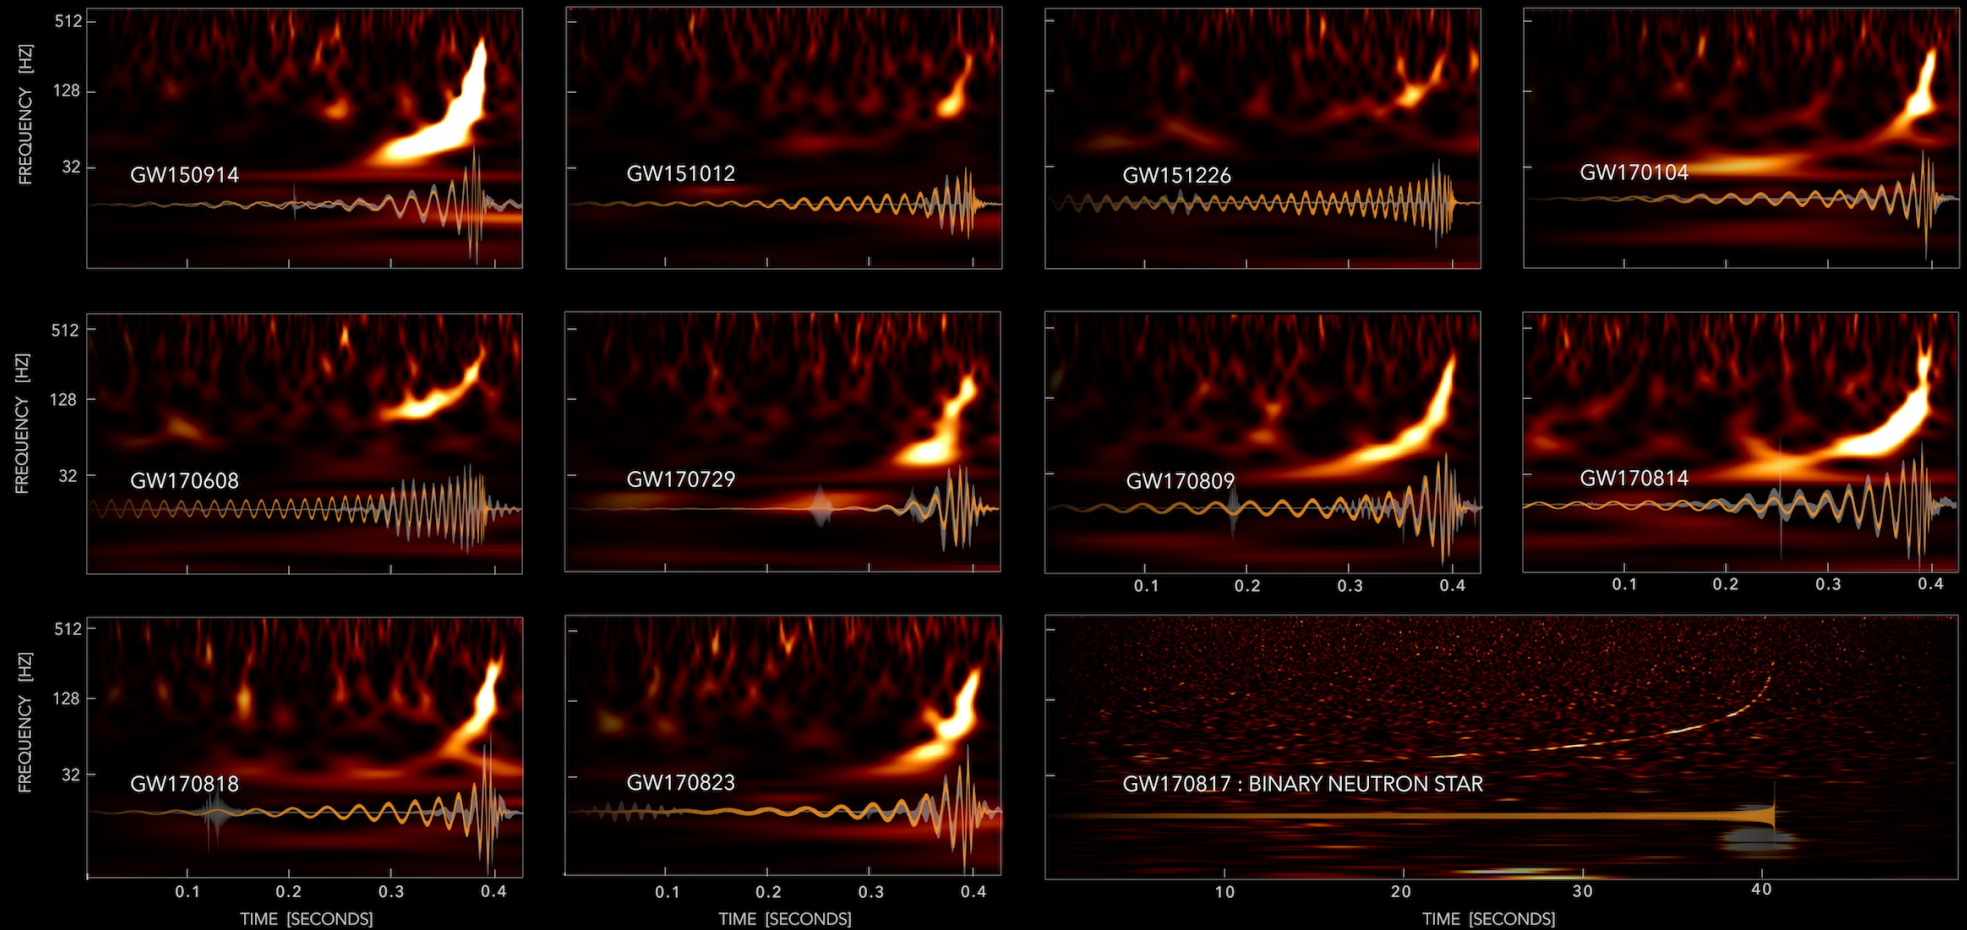 FREQUENCY [HZ]
512
128
32
GW150914
GW151012
GW151226
GW170104
FREQUENCY [HZ]
512
128
32
GW170608
GW170729
GW170809
GW170814
0.1 0.2 0.3 0.4
0.1 0.2 0.3 0.4
FREQUENCY [HZ]
512
128
32
GW170818
GW170823
GW170817 : BINARY NEUTRON STAR
0.1 0.2 0.3 0.4
0.1 0.2 0.3 0.4
10 20 30 40
TIME [SECONDS]
TIME [SECONDS]
TIME [SECONDS]